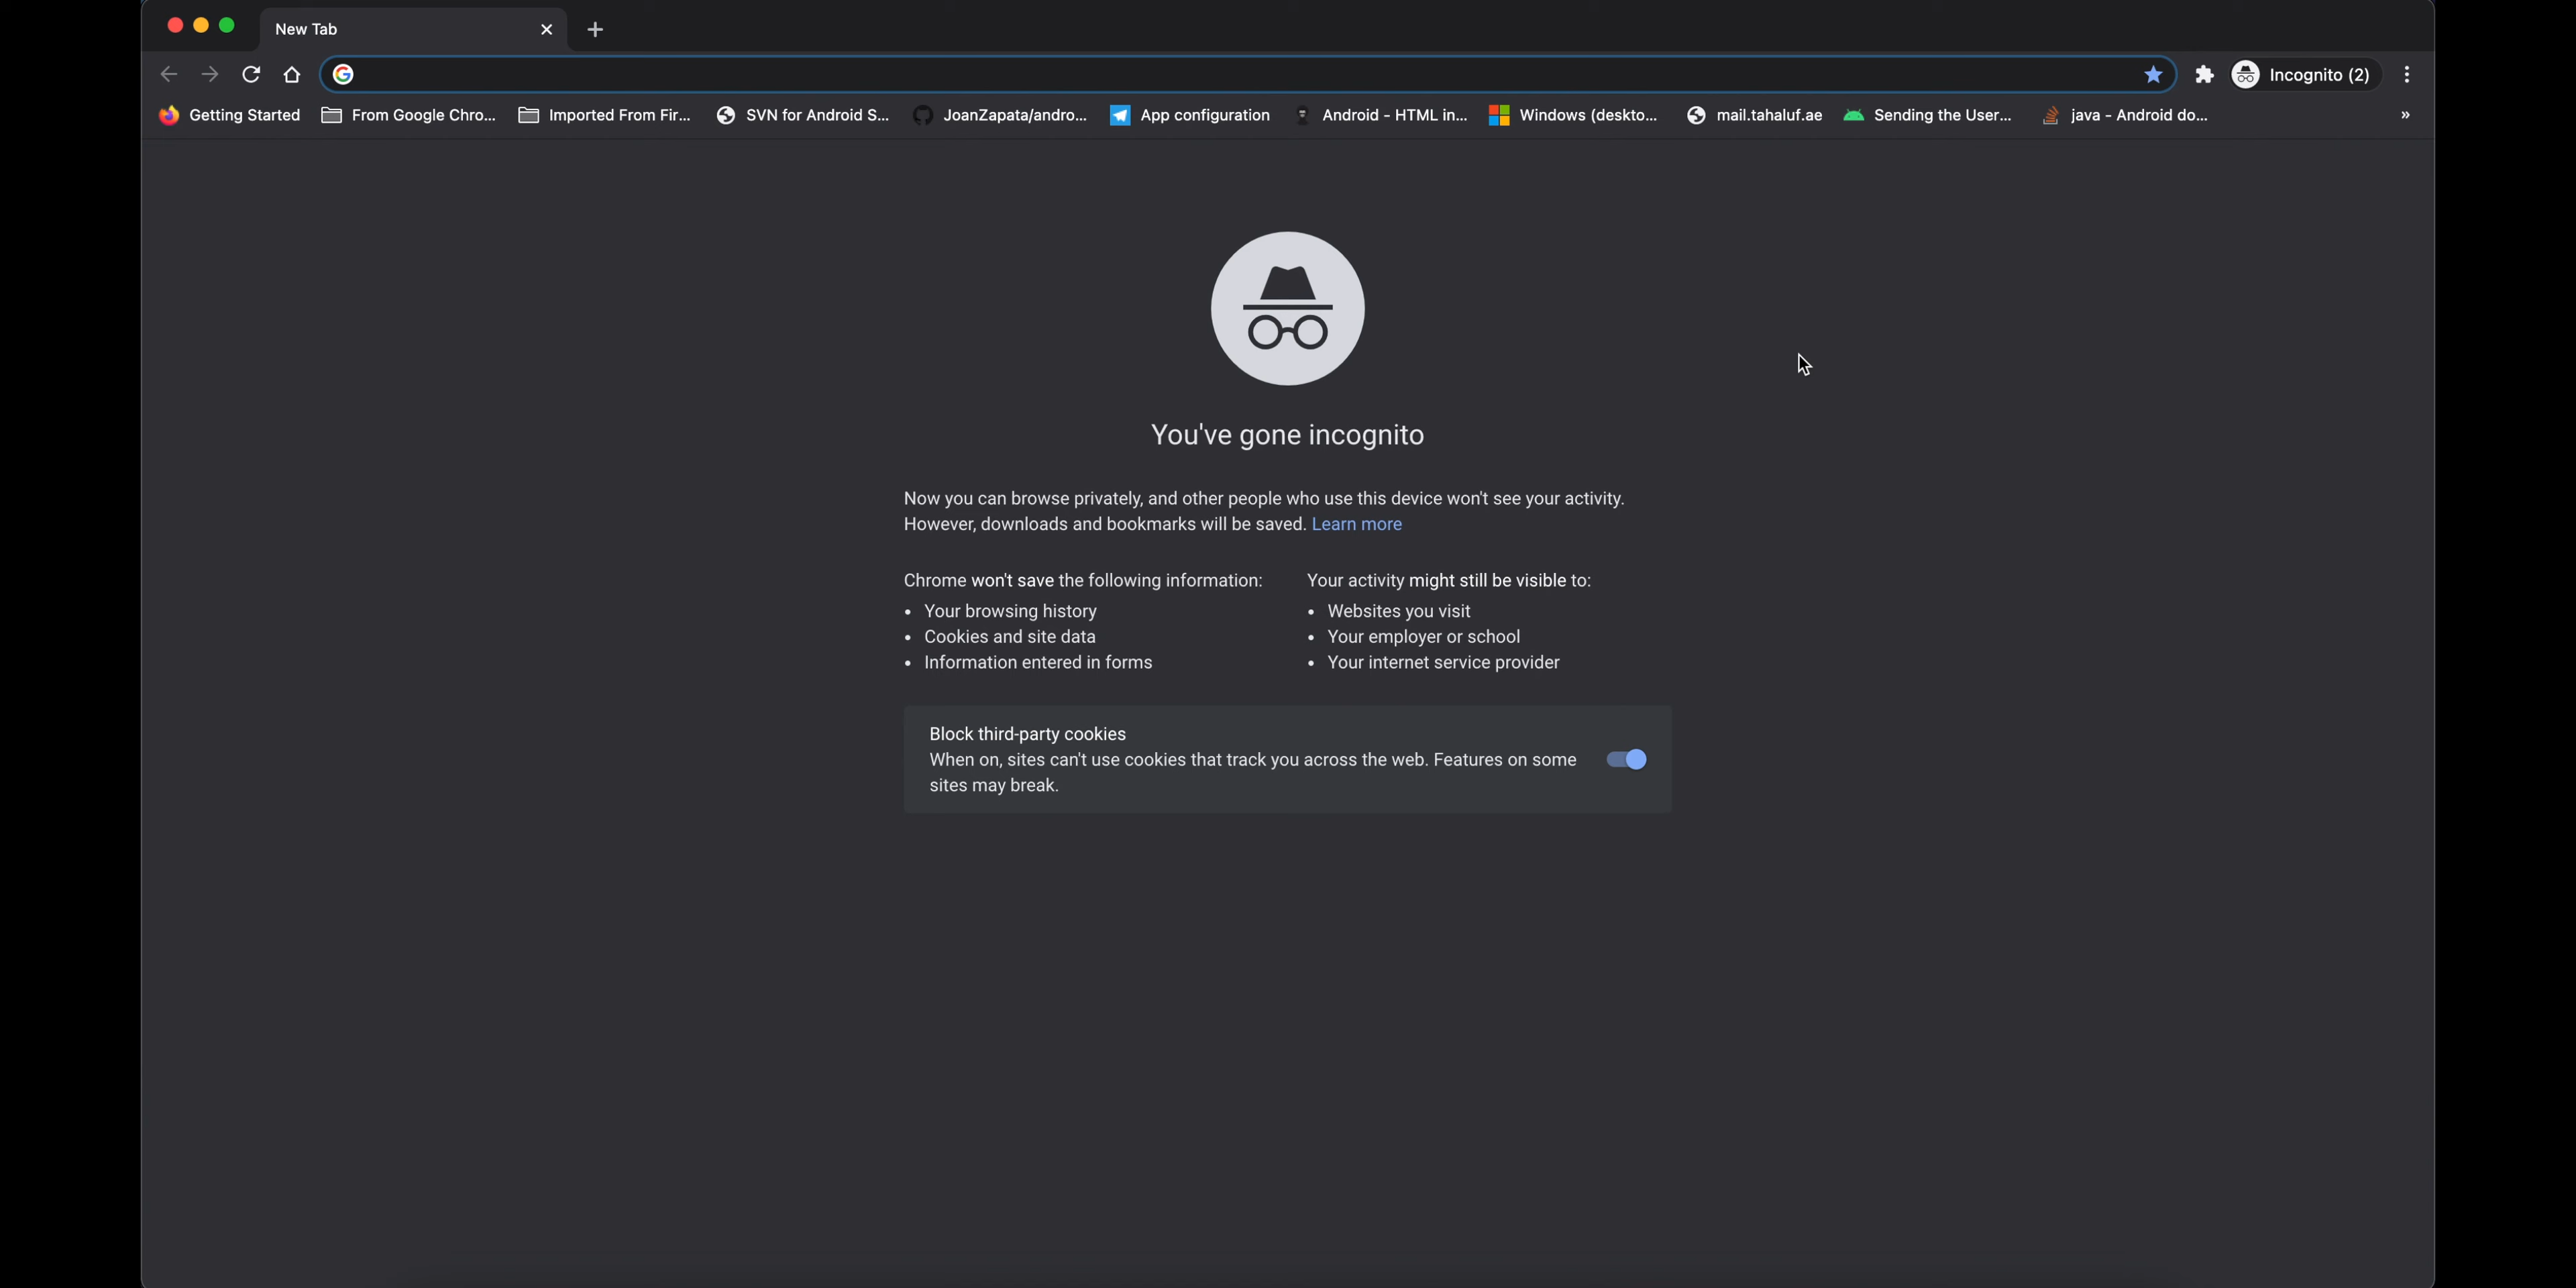 New Tab
Incognito (2)
Getting Started
From Google Chro...
Imported From Fir...
SVN for Android S...
JoanZapata/andro...
App configuration
Android - HTML in...
Windows (deskto...
mail.tahaluf.ae
Sending the User...
java - Android do...
»
You've gone incognito
Now you can browse privately, and other people who use this device won't see your activity.
However, downloads and bookmarks will be saved. Learn more
Chrome won't save the following information:
• Your browsing history
• Cookies and site data
• Information entered in forms
Your activity might still be visible to:
• Websites you visit
• Your employer or school
• Your internet service provider
Block third-party cookies
When on, sites can't use cookies that track you across the web. Features on some
sites may break.